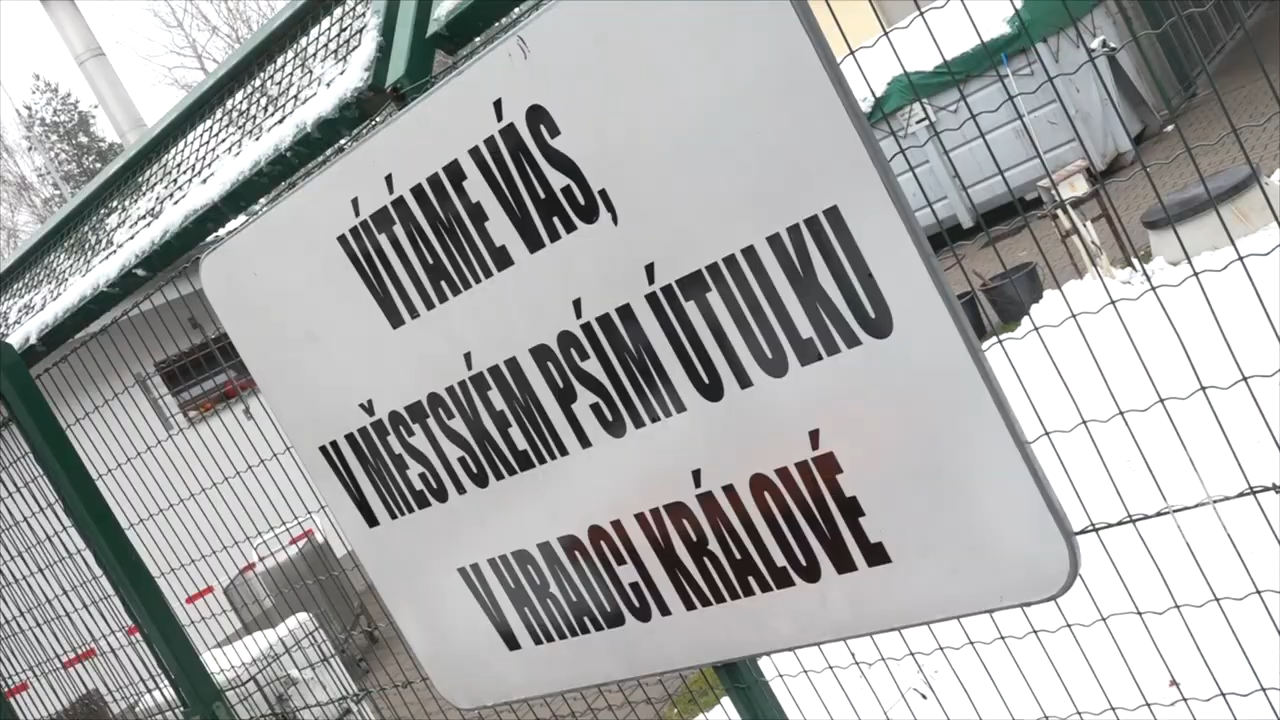 VÍTÁME VÁS,
V MĚSTSKÉM PSÍM ÚTULKU
V HRADCI KRÁLOVÉ